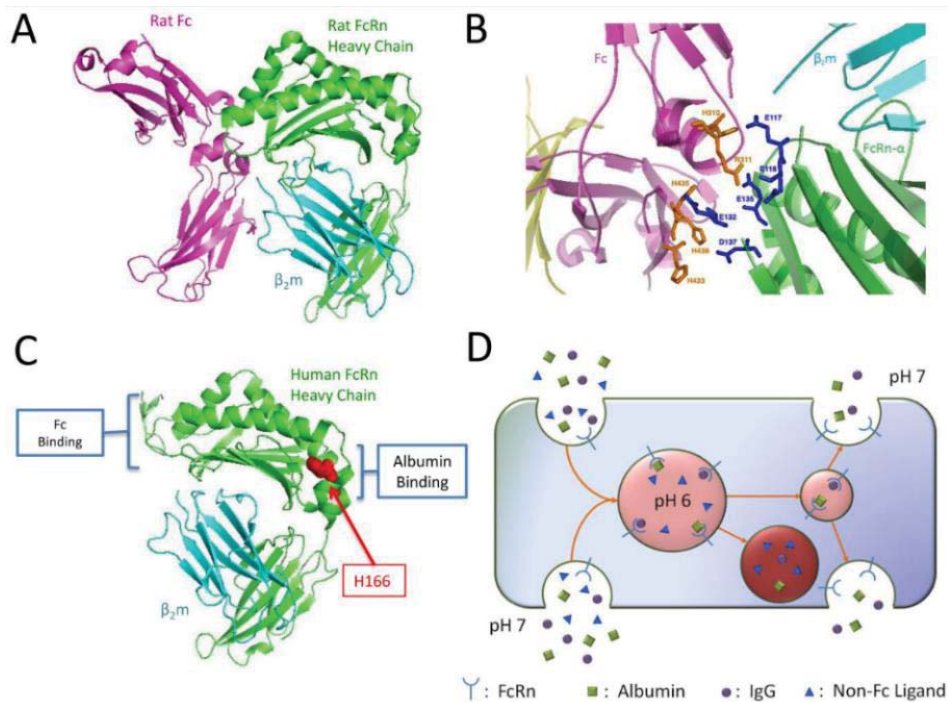 A
Rat Fc
Rat FcRn
Heavy Chain
β₂m
B
Fc
β₂m
FcRn-α
H310
E117
H435
E132
E135
D137
H436
H433
C
Human FcRn
Heavy Chain
Fc
Binding
Albumin
Binding
H166
β₂m
D
pH 7
pH 6
pH 7
: FcRn
: Albumin
: IgG
: Non-Fc Ligand